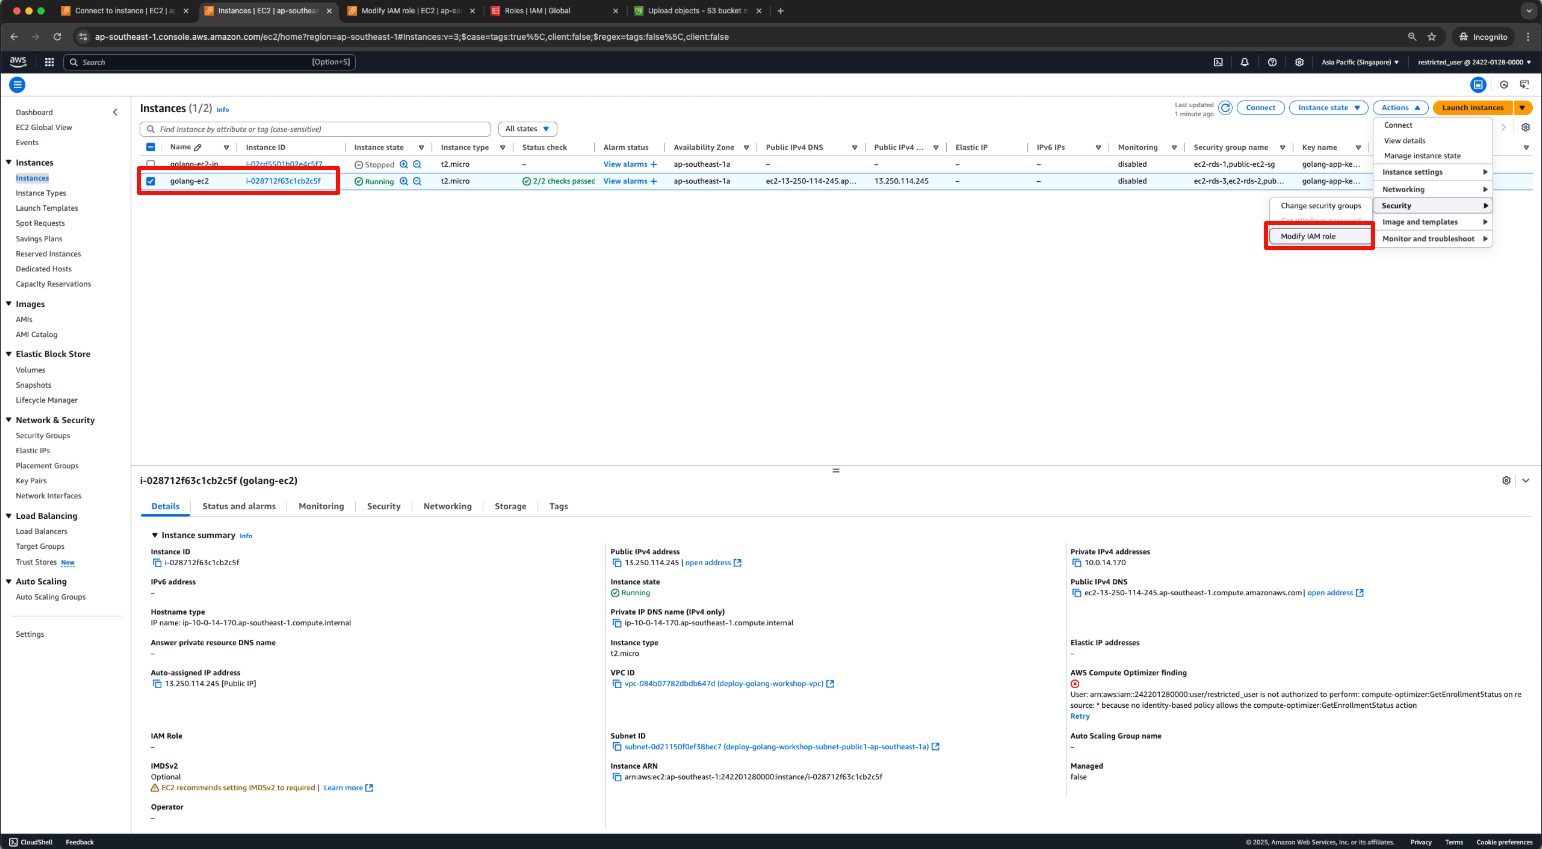 Connect to instance | EC2 | ap
Instances | EC2 | ap-southeas
Modify IAM role | EC2 | ap-so
Roles | IAM | Global
Upload objects - S3 bucket m
ap-southeast-1.console.aws.amazon.com/ec2/home?region=ap-southeast-1#Instances:v=3;$case=tags:true%5C,client:false;$regex=tags:false%5C,client:false
Incognito
aws
Search
[Option+S]
Asia Pacific (Singapore)
restricted_user @ 2422-0128-0000
Dashboard
EC2 Global View
Events
Instances
Instances
Instance Types
Launch Templates
Spot Requests
Savings Plans
Reserved Instances
Dedicated Hosts
Capacity Reservations
Images
AMIs
AMI Catalog
Elastic Block Store
Volumes
Snapshots
Lifecycle Manager
Network & Security
Security Groups
Elastic IPs
Placement Groups
Key Pairs
Network Interfaces
Load Balancing
Load Balancers
Target Groups
Trust Stores New
Auto Scaling
Auto Scaling Groups
Settings
Instances (1/2) Info
Last updated
1 minute ago
Connect
Instance state
Actions
Launch instances
Find Instance by attribute or tag (case-sensitive)
All states
Name
Instance ID
Instance state
Instance type
Status check
Alarm status
Availability Zone
Public IPv4 DNS
Public IPv4 ...
Elastic IP
IPv6 IPs
Monitoring
Security group name
Key name
golang-ec2-in... i-02cd5501b02e4c5f7 Stopped t2.micro – View alarms + ap-southeast-1a – – – – disabled ec2-rds-1,public-ec2-sg golang-app-ke...
golang-ec2 i-028712f63c1cb2c5f Running t2.micro 2/2 checks passed View alarms + ap-southeast-1a ec2-13-250-114-245.ap... 13.250.114.245 – – disabled ec2-rds-3,ec2-rds-2,pub... golang-app-ke...
Connect
View details
Manage instance state
Instance settings
Networking
Security
Image and templates
Monitor and troubleshoot
Change security groups
Get Windows password
Modify IAM role
i-028712f63c1cb2c5f (golang-ec2)
Details
Status and alarms
Monitoring
Security
Networking
Storage
Tags
Instance summary Info
Instance ID
i-028712f63c1cb2c5f
IPv6 address
–
Hostname type
IP name: ip-10-0-14-170.ap-southeast-1.compute.internal
Answer private resource DNS name
–
Auto-assigned IP address
13.250.114.245 [Public IP]
IAM Role
–
IMDSv2
Optional
EC2 recommends setting IMDSv2 to required | Learn more
Operator
–
Public IPv4 address
13.250.114.245 | open address
Instance state
Running
Private IP DNS name (IPv4 only)
ip-10-0-14-170.ap-southeast-1.compute.internal
Instance type
t2.micro
VPC ID
vpc-084b07782dbdb647d (deploy-golang-workshop-vpc)
Subnet ID
subnet-0d21150f0ef38bec7 (deploy-golang-workshop-subnet-public1-ap-southeast-1a)
Instance ARN
arn:aws:ec2:ap-southeast-1:242201280000:instance/i-028712f63c1cb2c5f
Private IPv4 addresses
10.0.14.170
Public IPv4 DNS
ec2-13-250-114-245.ap-southeast-1.compute.amazonaws.com | open address
Elastic IP addresses
–
AWS Compute Optimizer finding
User: arn:aws:iam::242201280000:user/restricted_user is not authorized to perform: compute-optimizer:GetEnrollmentStatus on re
source: * because no identity-based policy allows the compute-optimizer:GetEnrollmentStatus action
Retry
Auto Scaling Group name
–
Managed
false
CloudShell
Feedback
© 2025, Amazon Web Services, Inc. or its affiliates.
Privacy
Terms
Cookie preferences